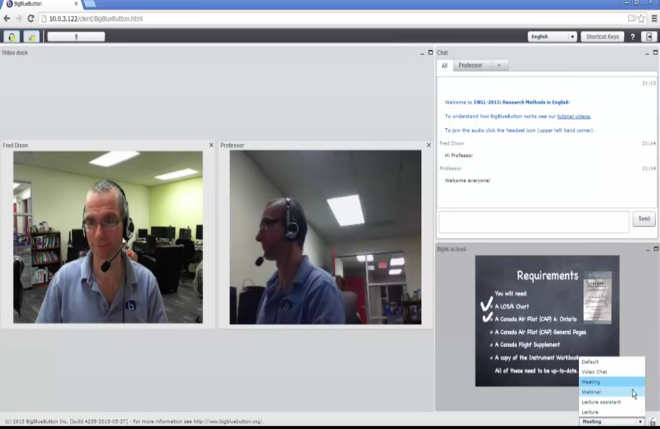 BigBlueButton
10.0.3.122/client/BigBlueButton.html
English
Shortcut Keys
?
Video dock
Chat
All
Professor
+
21:13
Welcome to ENGL-2013: Research Methods in English!
To understand how BigBlueButton works see our tutorial videos.
To join the audio click the headset icon (upper-left hand corner).
Fred Dixon
21:14
Hi Professor
Professor
21:14
Welcome everyone!
Send
Fred Dixon
Professor
flight school
Requirements
You will need:
A LO5/6 Chart
A Canada Air Pilot (CAP) 4: Ontario
A Canada Air Pilot (CAP) General Pages
A Canada Flight Supplement
A copy of the Instrument Workbook
All of these need to be up-to-date.
Default
Video Chat
Meeting
Webinar
Lecture assistant
Lecture
Meeting
(c) 2013 BigBlueButton Inc. [build 4239-2013-03-27] - For more information see http://www.bigbluebutton.org/.